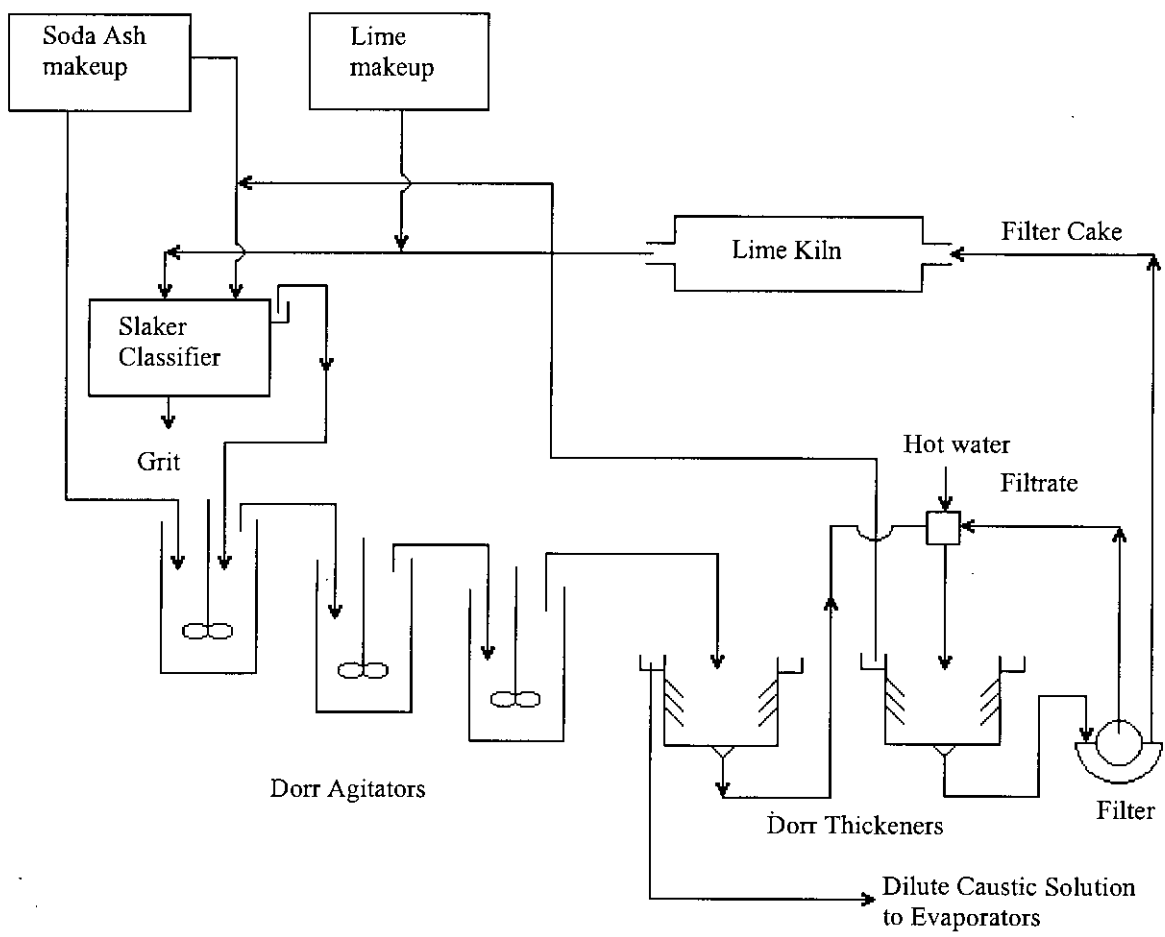 Soda Ash
makeup
Lime
makeup
Filter Cake
Lime Kiln
Slaker
Classifier
Grit
Hot water
Filtrate
Dorr Agitators
Dorr Thickeners
Filter
Dilute Caustic Solution
to Evaporators